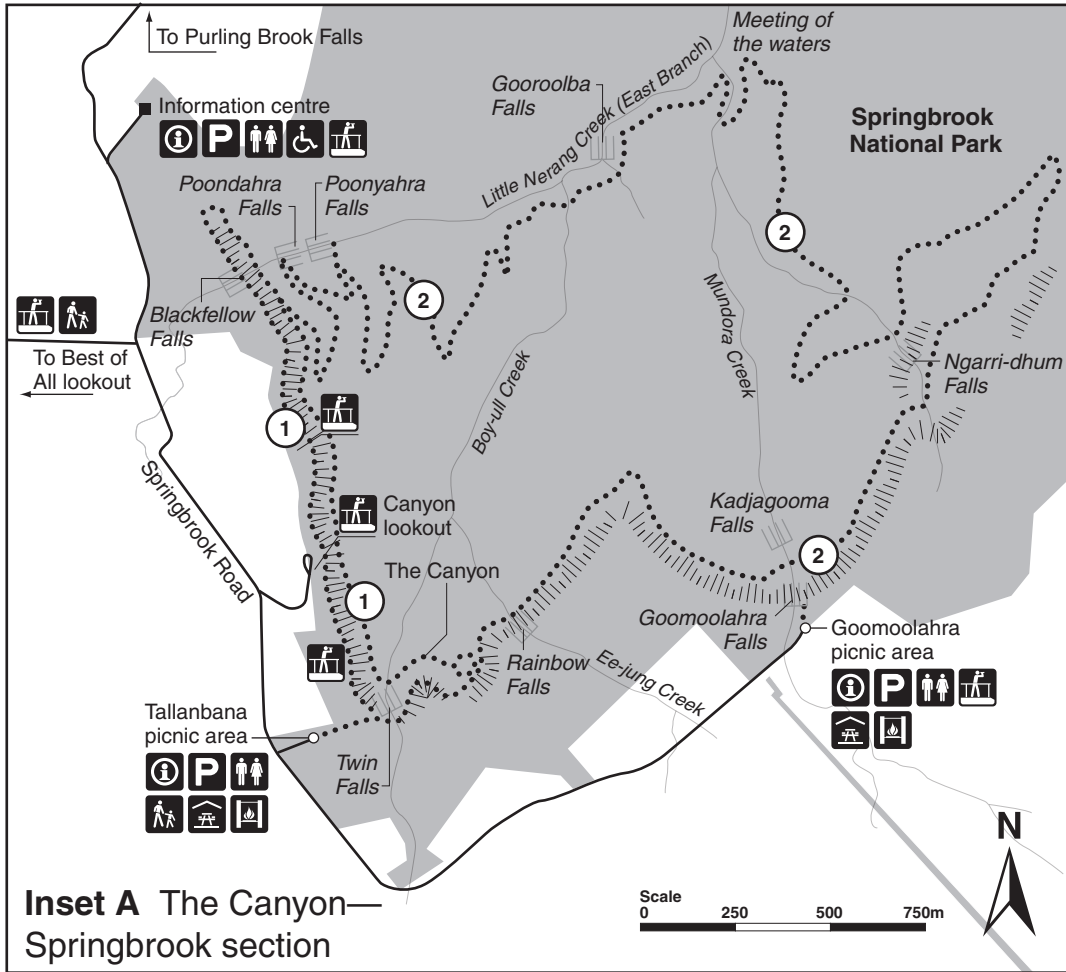 To Purling Brook Falls
Meeting of
the waters
Gooroolba
Falls
Little Nerang Creek (East Branch)
Information centre
P
Springbrook
National Park
Poondahra
Falls
Poonyahra
Falls
2
2
Blackfellow
Falls
Mundora Creek
To Best of
All lookout
Ngarri-dhum
Falls
1
Boy-ull Creek
Springbrook Road
Canyon
lookout
Kadjagooma
Falls
2
The Canyon
1
Goomoolahra
Falls
Goomoolahra
picnic area
P
Rainbow
Falls
Ee-jung Creek
Tallanbana
picnic area
P
Twin
Falls
N
Scale
0 250 500 750m
Inset A The Canyon—
Springbrook section